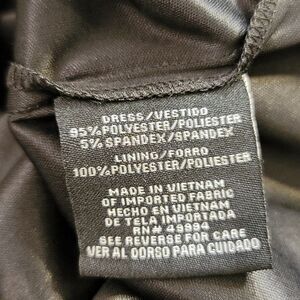 DRESS/VESTIDO
95%POLYESTER/POLIESTER
5% SPANDEX/SPANDEX
LINING/FORRO
100%POLYESTER/POLIESTER
MADE IN VIETNAM
OF IMPORTED FABRIC
HECHO EN VIETNAM
DE TELA IMPORTADA
RN# 49994
SEE REVERSE FOR CARE
VER AL DORSO PARA CUIDADO